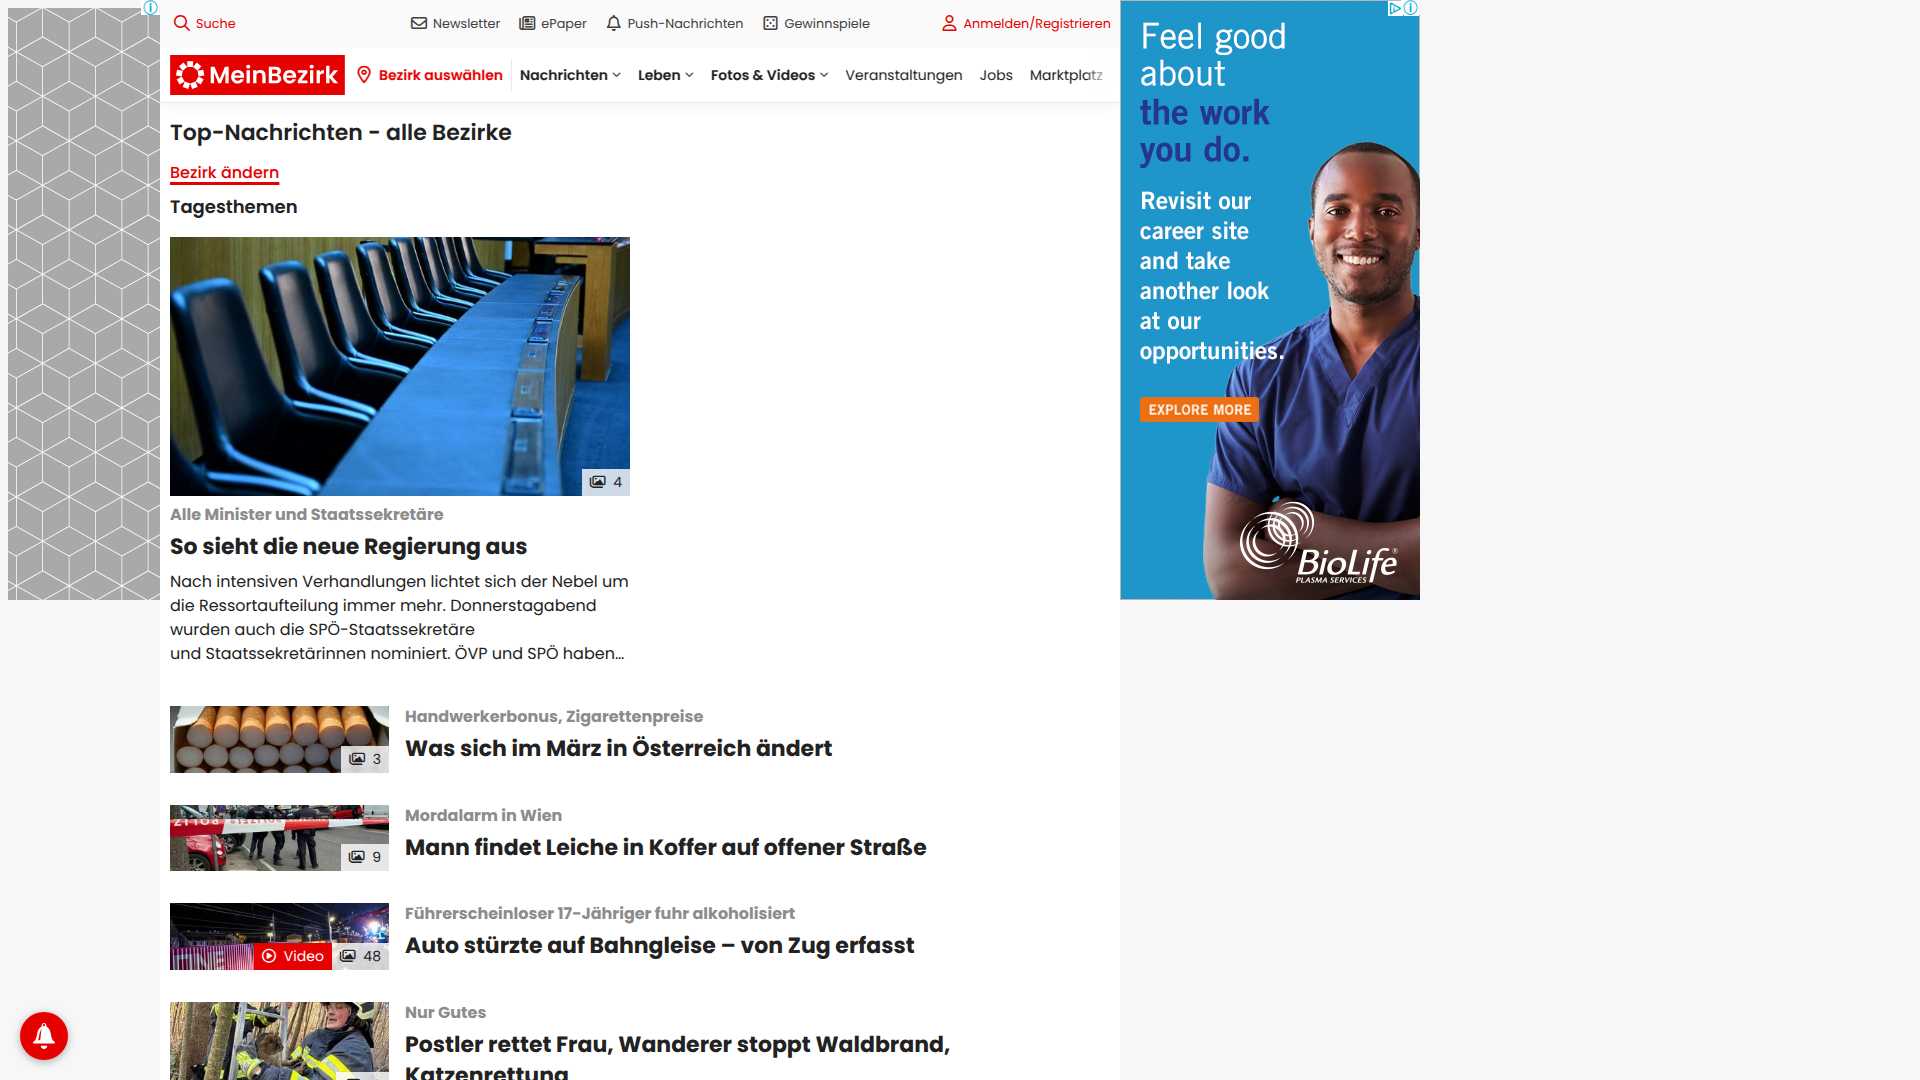 Suche
Newsletter
ePaper
Push-Nachrichten
Gewinnspiele
Anmelden/Registrieren
MeinBezirk
Bezirk auswählen
Nachrichten
Leben
Fotos & Videos
Veranstaltungen
Jobs
Marktplatz
Top-Nachrichten - alle Bezirke
Bezirk ändern
Tagesthemen
4
Alle Minister und Staatssekretäre
So sieht die neue Regierung aus
Nach intensiven Verhandlungen lichtet sich der Nebel um
die Ressortaufteilung immer mehr. Donnerstagabend
wurden auch die SPÖ-Staatssekretäre
und Staatssekretärinnen nominiert. ÖVP und SPÖ haben...
3
Handwerkerbonus, Zigarettenpreise
Was sich im März in Österreich ändert
9
Mordalarm in Wien
Mann findet Leiche in Koffer auf offener Straße
Video
48
Führerscheinloser 17-Jähriger fuhr alkoholisiert
Auto stürzte auf Bahngleise – von Zug erfasst
Nur Gutes
Postler rettet Frau, Wanderer stoppt Waldbrand,
Katzenrettung
Feel good
about
the work
you do.
Revisit our
career site
and take
another look
at our
opportunities.
EXPLORE MORE
BioLife
PLASMA SERVICES